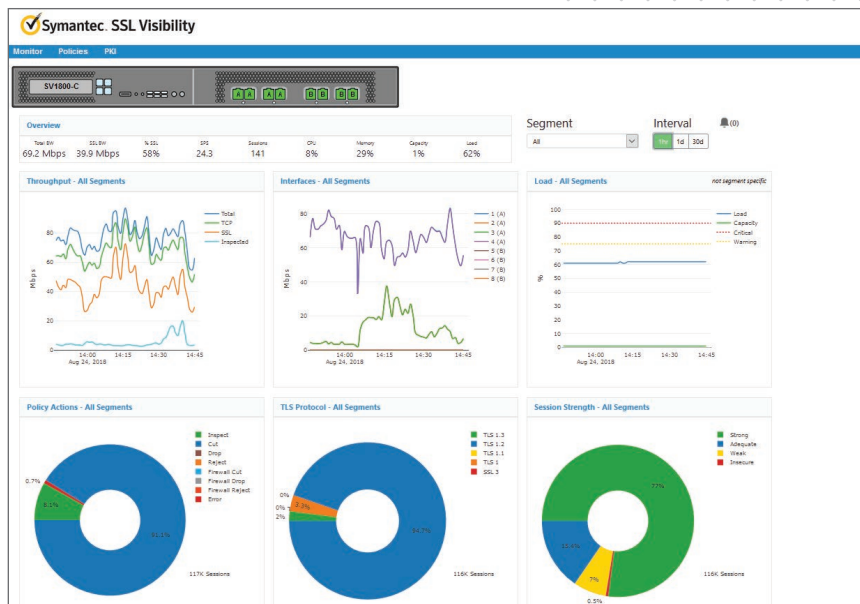 Symantec. SSL Visibility
Monitor Policies PKI
SV1800-C
A A A A B B B B
Overview
Total BW SSL BW % SSL SPS Sessions CPU Memory Capacity Load
69.2 Mbps 39.9 Mbps 58% 24.3 141 8% 29% 1% 62%
Segment
All
Interval
1hr 1d 30d
(0)
Throughput - All Segments
Total
TCP
SSL
Inspected
Mbps
80
60
40
20
0
14:00 14:15 14:30 14:45
Aug 24, 2018
Interfaces - All Segments
1 (A)
2 (A)
3 (A)
4 (A)
5 (B)
6 (B)
7 (B)
8 (B)
Mbps
80
60
40
20
0
14:00 14:15 14:30 14:45
Aug 24, 2018
Load - All Segments
not segment specific
Load
Capacity
Critical
Warning
%
100
90
80
70
60
50
40
30
20
10
0
14:00 14:15 14:30 14:45
Aug 24, 2018
Policy Actions - All Segments
Inspect
Cut
Drop
Reject
Firewall Cut
Firewall Drop
Firewall Reject
Error
0.7%
8.1%
91.1%
117K Sessions
TLS Protocol - All Segments
TLS 1.3
TLS 1.2
TLS 1.1
TLS 1
SSL 3
0%
3.3%
0%
2%
94.7%
116K Sessions
Session Strength - All Segments
Strong
Adequate
Weak
Insecure
77%
7%
0.5%
116K Sessions